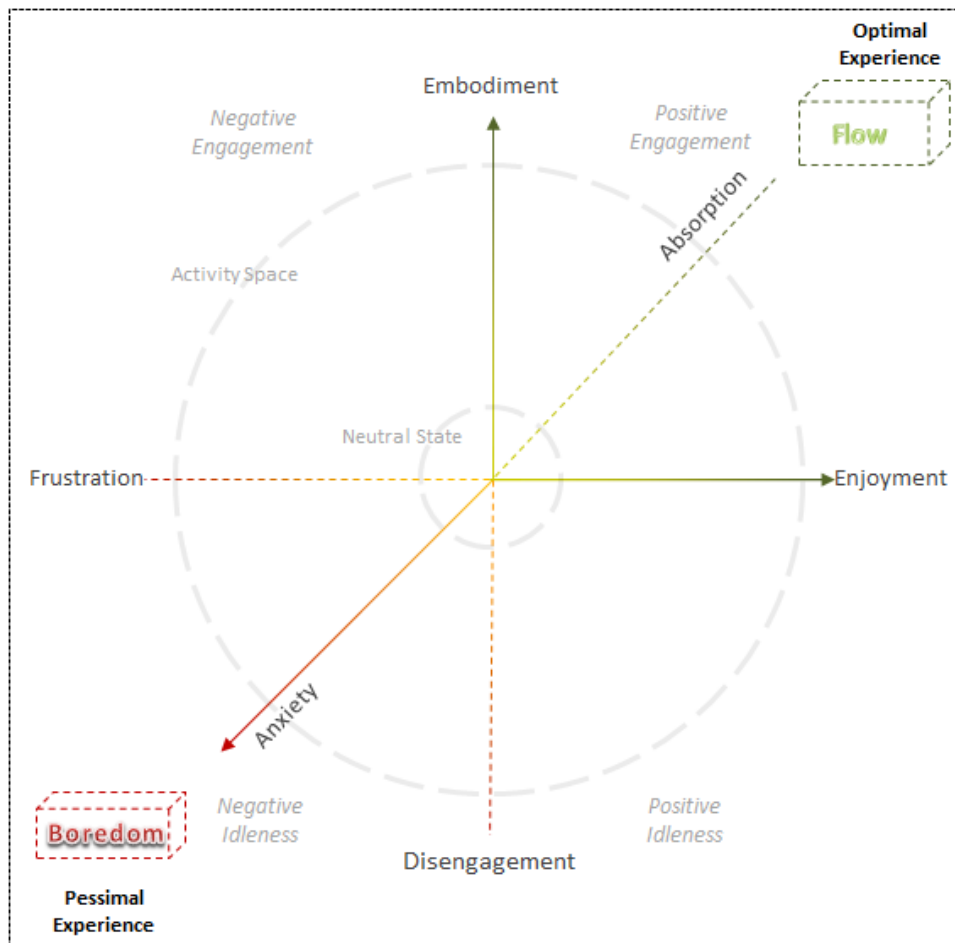 Optimal
Experience
Flow
Embodiment
Negative
Engagement
Positive
Engagement
Absorption
Activity Space
Neutral State
Frustration
Enjoyment
Anxiety
Boredom
Negative
Idleness
Positive
Idleness
Disengagement
Pessimal
Experience